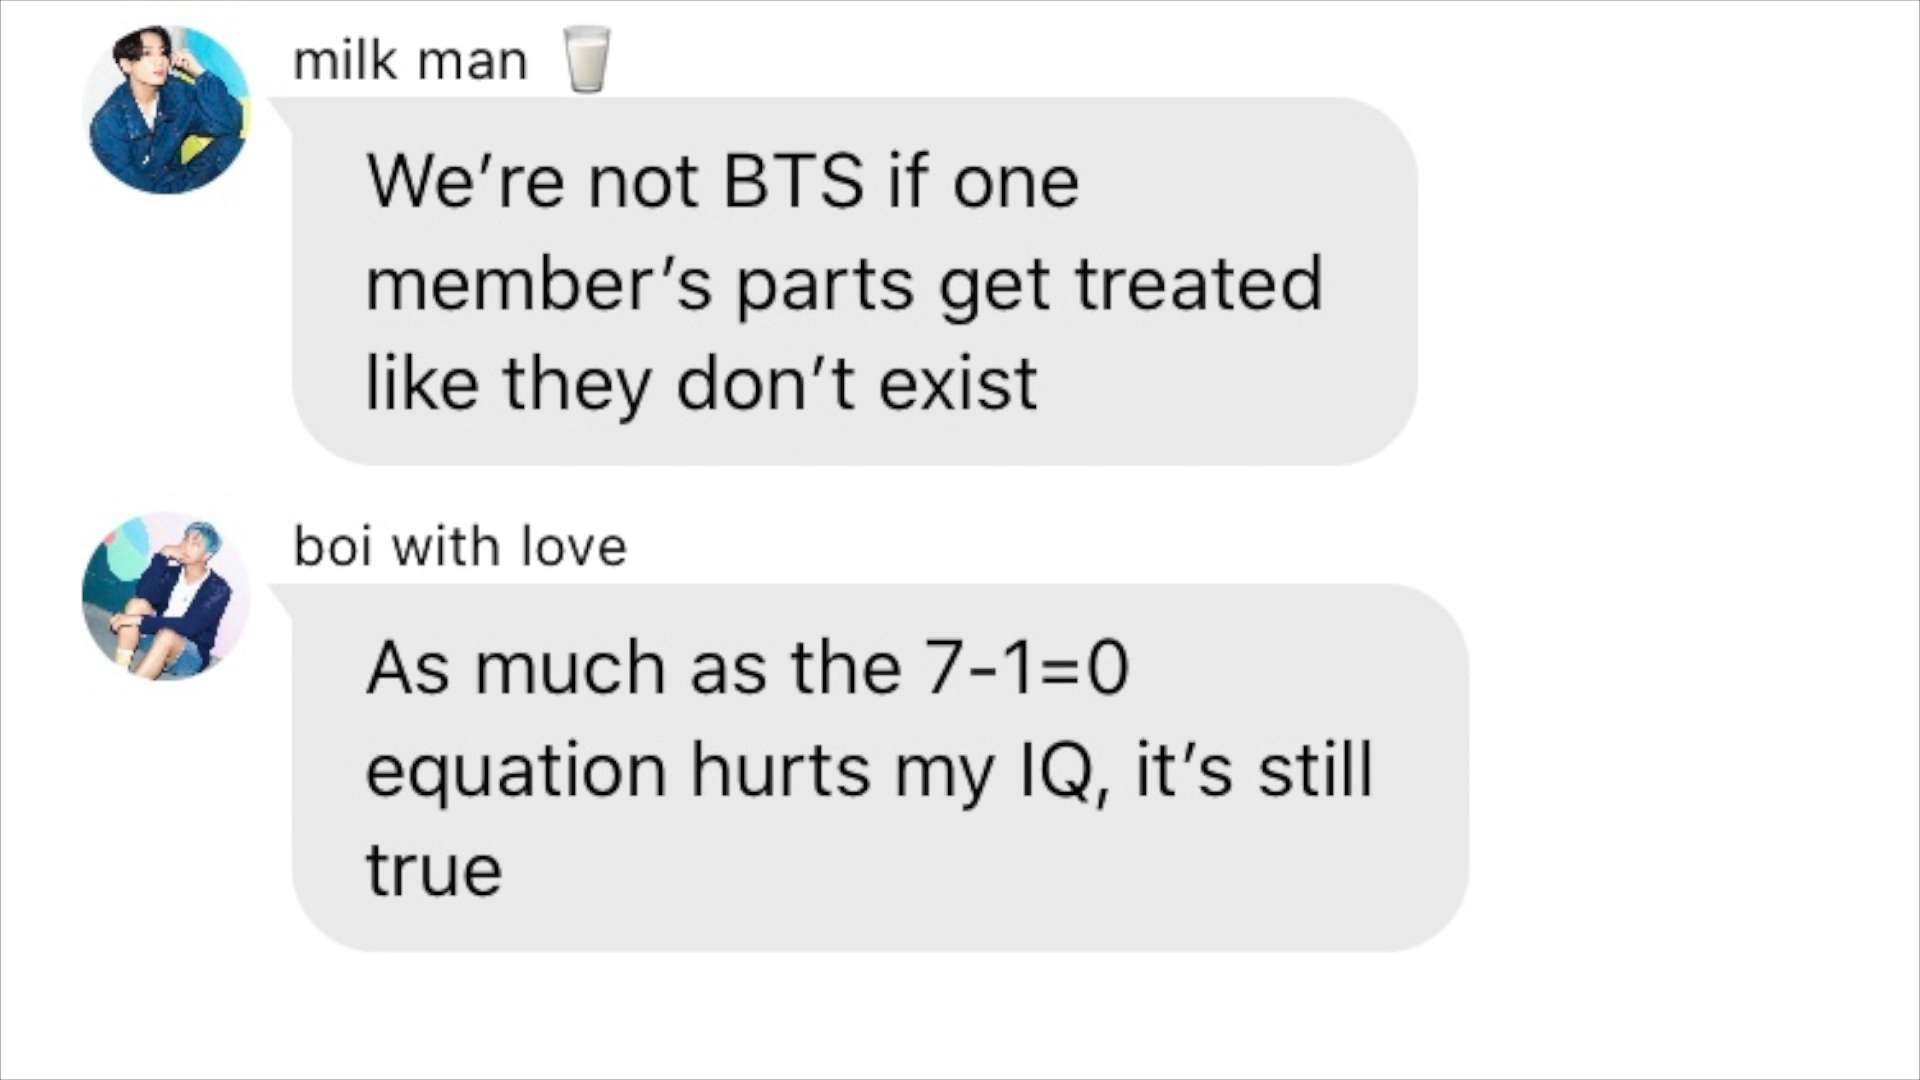 milk man 🥛
We’re not BTS if one
member’s parts get treated
like they don’t exist
boi with love
As much as the 7-1=0
equation hurts my IQ, it’s still
true